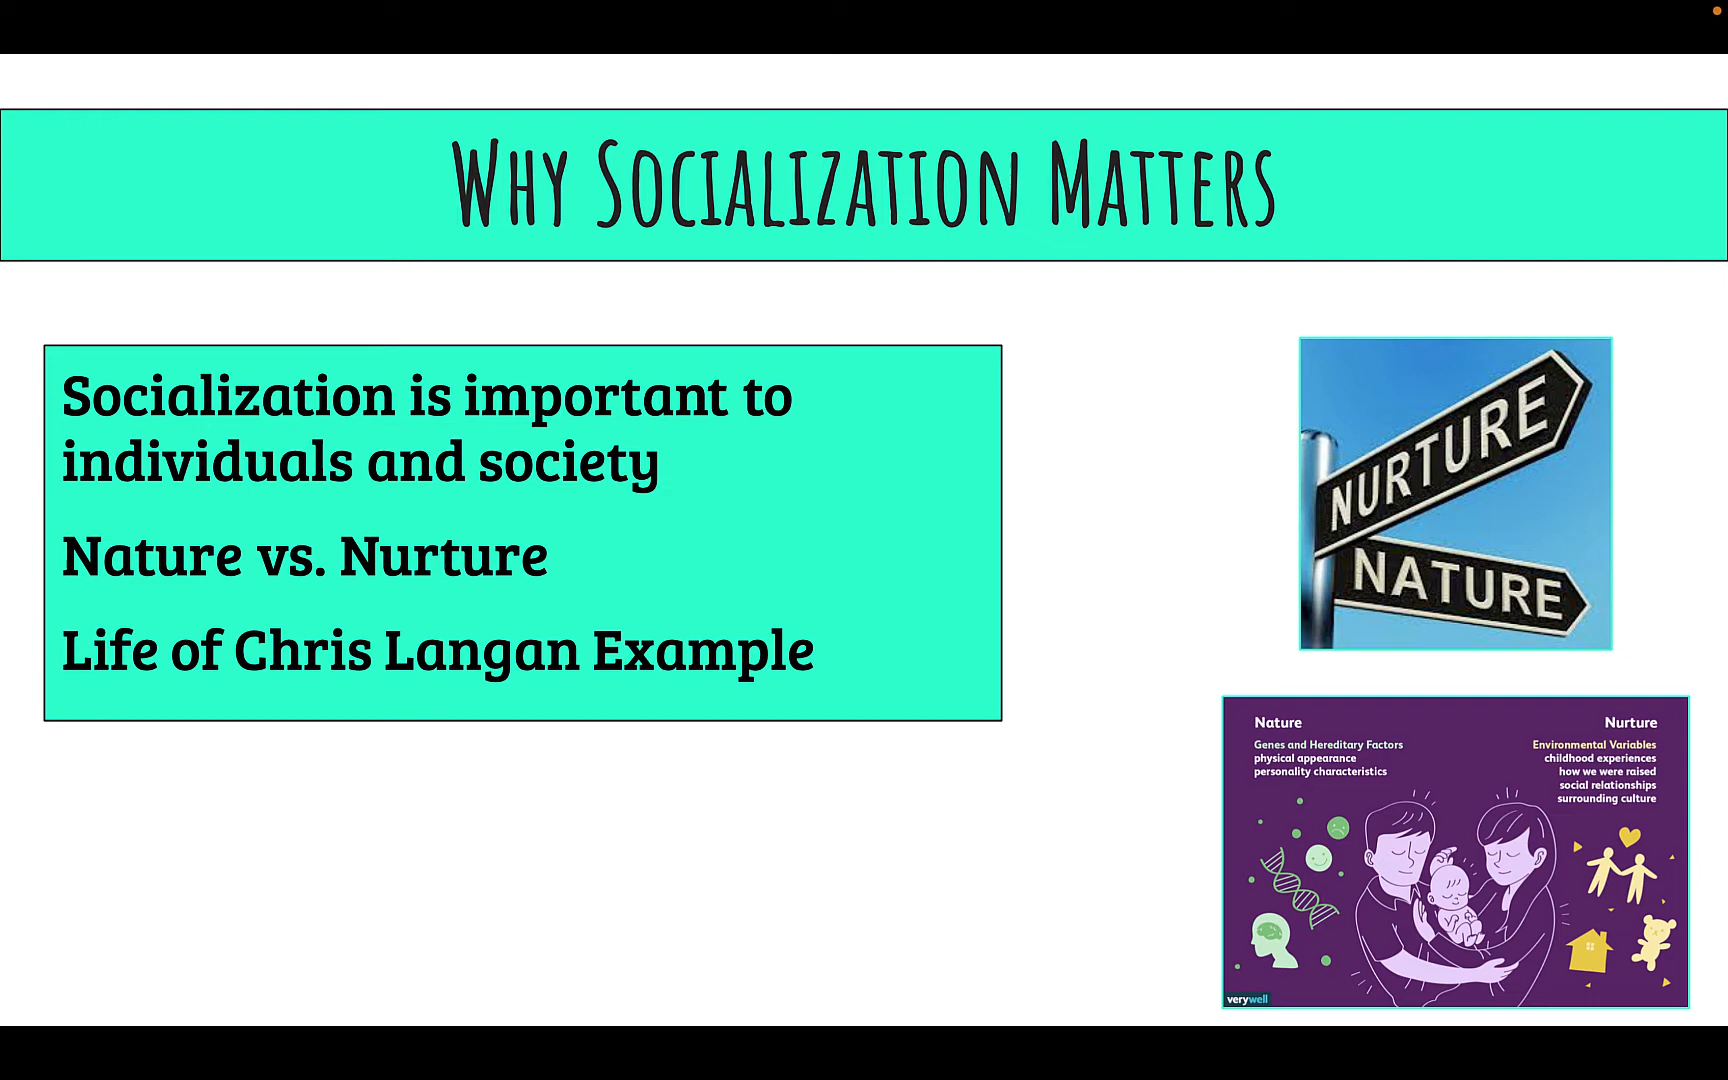 Why Socialization Matters
Socialization is important to
individuals and society
Nature vs. Nurture
Life of Chris Langan Example
NURTURE
NATURE
Nature
Genes and Hereditary Factors
physical appearance
personality characteristics
Nurture
Environmental Variables
childhood experiences
how we were raised
social relationships
surrounding culture
verywell